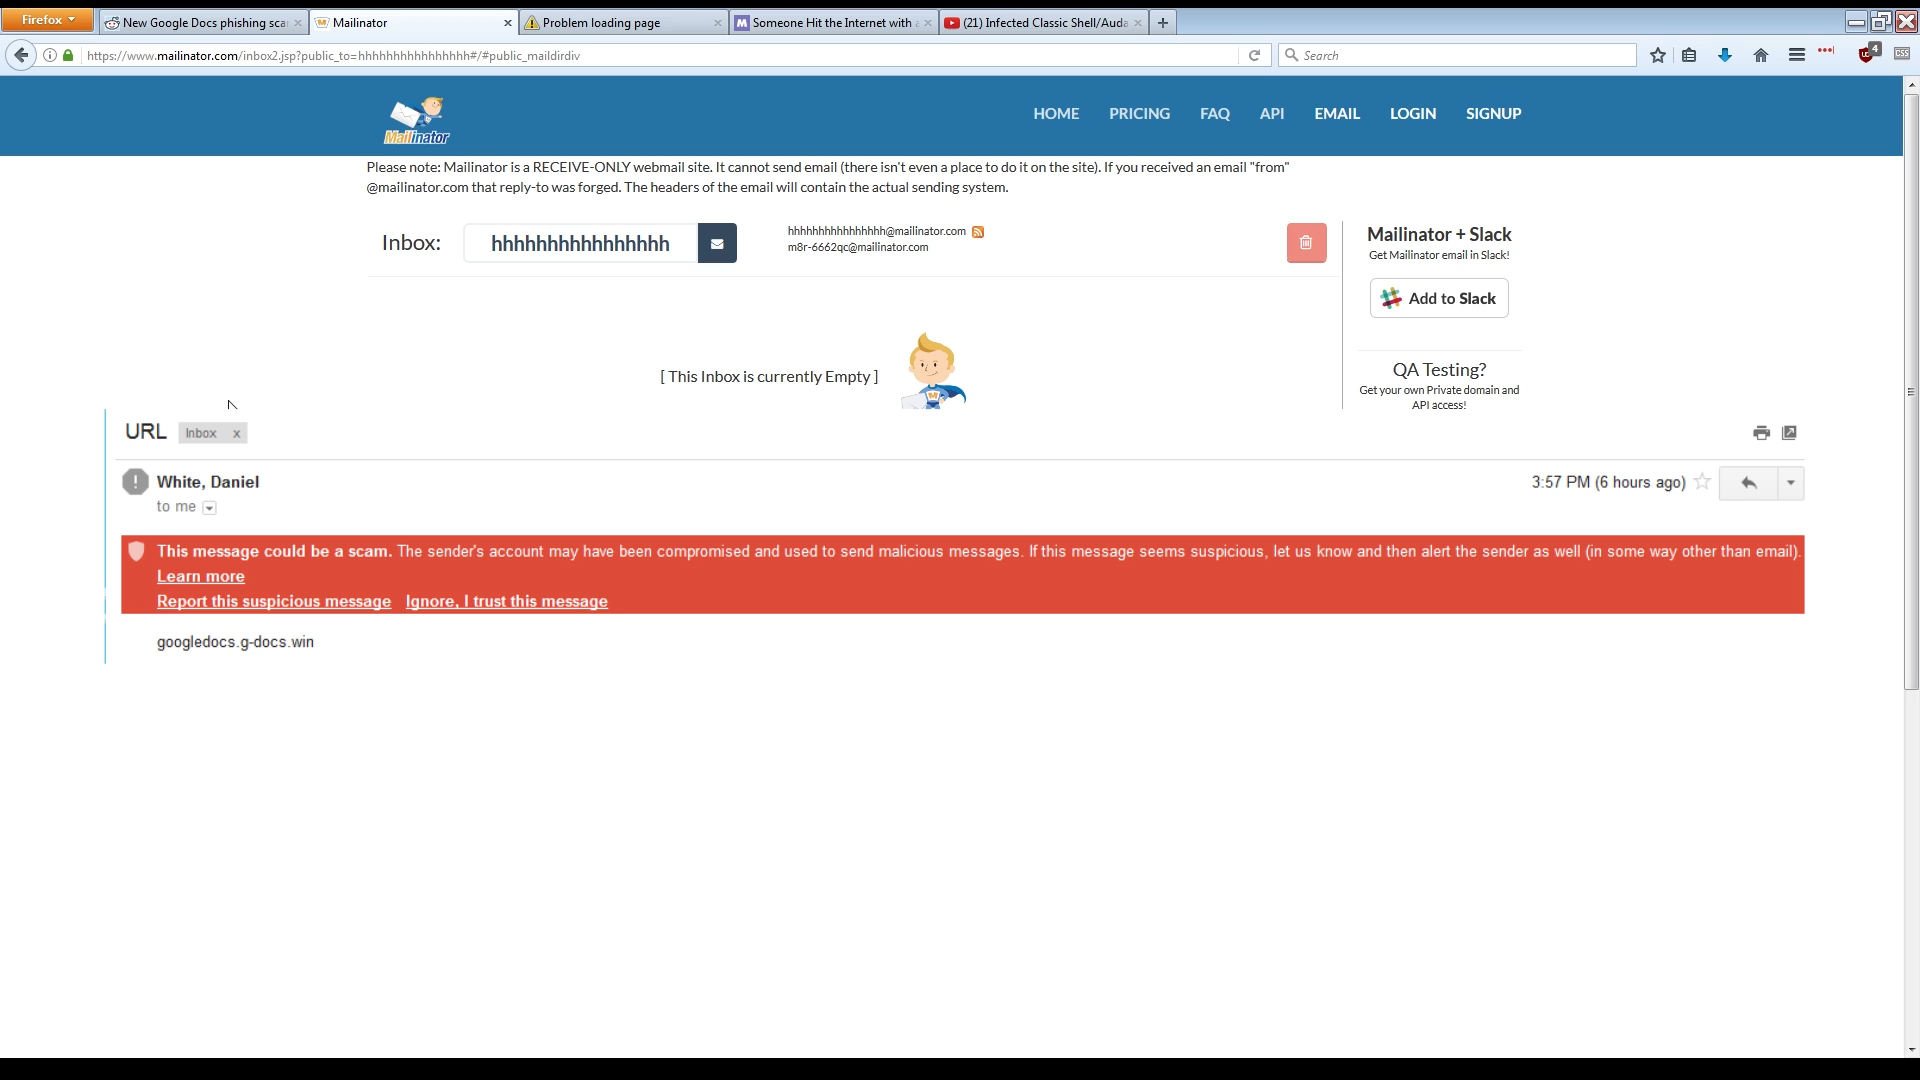 Firefox
New Google Docs phishing sca
Mailinator
Problem loading page
Someone Hit the Internet with a
(21) Infected Classic Shell/Auda
https://www.mailinator.com/inbox2.jsp?public_to=hhhhhhhhhhhhhhhh#/#public_maildirdiv
Search
4
Mailinator
HOME
PRICING
FAQ
API
EMAIL
LOGIN
SIGNUP
Please note: Mailinator is a RECEIVE-ONLY webmail site. It cannot send email (there isn't even a place to do it on the site). If you received an email "from"
@mailinator.com that reply-to was forged. The headers of the email will contain the actual sending system.
Inbox:
hhhhhhhhhhhhhhhh
hhhhhhhhhhhhhhhh@mailinator.com
m8r-6662qc@mailinator.com
Mailinator + Slack
Get Mailinator email in Slack!
Add to Slack
[ This Inbox is currently Empty ]
QA Testing?
Get your own Private domain and
API access!
URL
Inbox x
White, Daniel
3:57 PM (6 hours ago)
to me
This message could be a scam. The sender's account may have been compromised and used to send malicious messages. If this message seems suspicious, let us know and then alert the sender as well (in some way other than email).
Learn more
Report this suspicious message Ignore, I trust this message
googledocs.g-docs.win